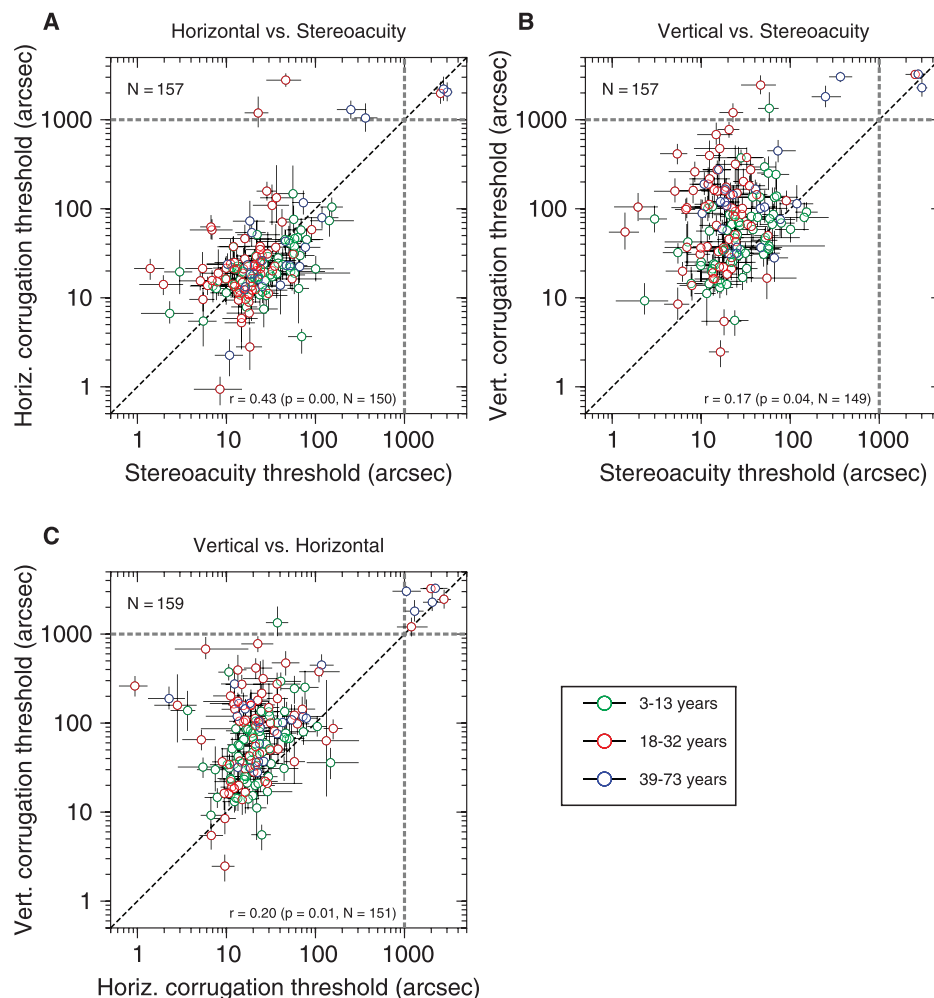 A
Horizontal vs. Stereoacuity
N = 157
1000
100
10
1
Horiz. corrugation threshold (arcsec)
r = 0.43 (p = 0.00, N = 150)
1 10 100 1000
Stereoacuity threshold (arcsec)
B
Vertical vs. Stereoacuity
N = 157
1000
100
10
1
Vert. corrugation threshold (arcsec)
r = 0.17 (p = 0.04, N = 149)
1 10 100 1000
Stereoacuity threshold (arcsec)
C
Vertical vs. Horizontal
N = 159
1000
100
10
1
Vert. corrugation threshold (arcsec)
r = 0.20 (p = 0.01, N = 151)
1 10 100 1000
Horiz. corrugation threshold (arcsec)
3-13 years
18-32 years
39-73 years